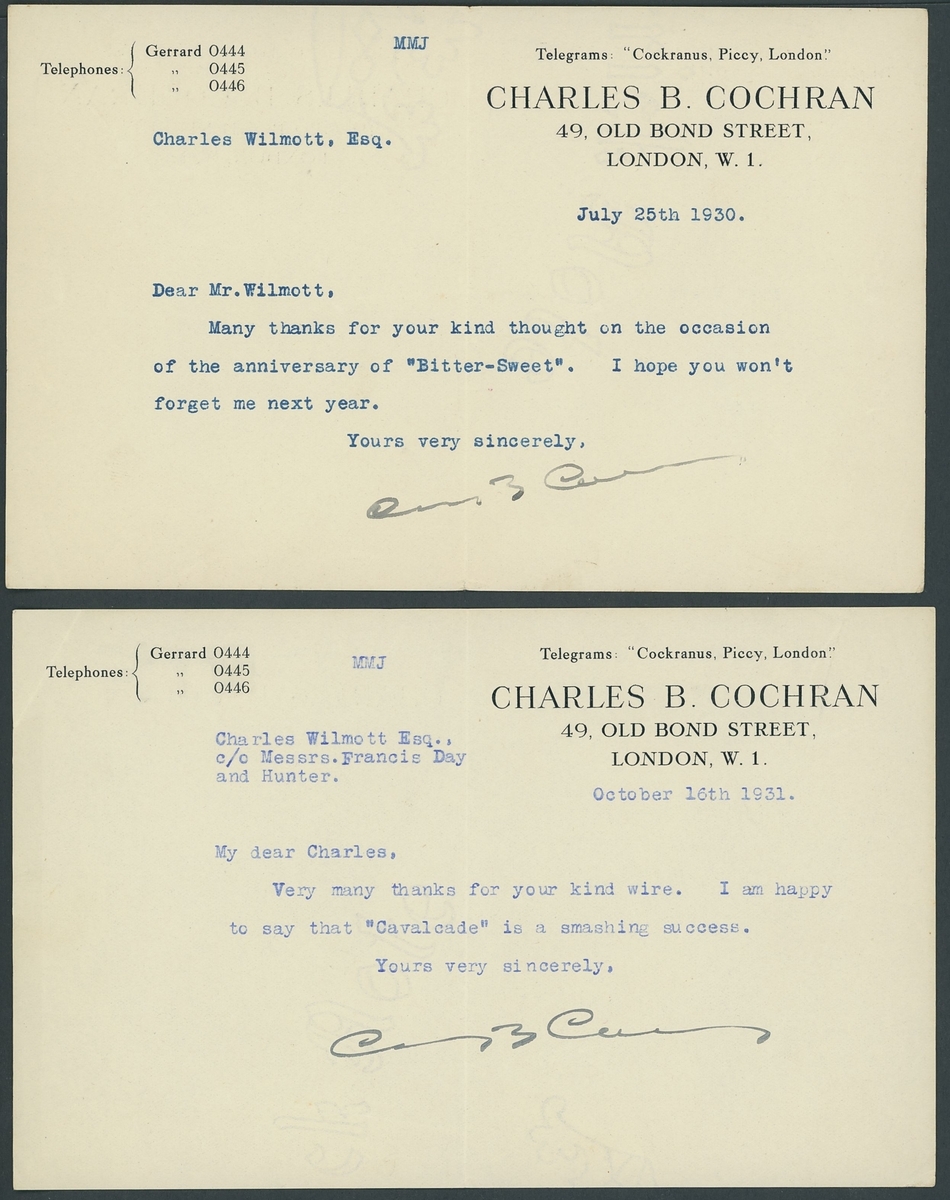 Telephones: Gerrard 0444
„ 0445
„ 0446
MMJ
Telegrams: "Cockranus, Piccy, London."
CHARLES B. COCHRAN
49, OLD BOND STREET,
LONDON, W. 1.
Charles Wilmott, Esq.
July 25th 1930.
Dear Mr.Wilmott,
Many thanks for your kind thought on the occasion
of the anniversary of "Bitter-Sweet". I hope you won't
forget me next year.
Yours very sincerely,
Telephones: Gerrard 0444
„ 0445
„ 0446
MMJ
Telegrams: "Cockranus, Piccy, London."
CHARLES B. COCHRAN
49, OLD BOND STREET,
LONDON, W. 1.
Charles Wilmott Esq.,
c/o Messrs.Francis Day
and Hunter.
October 16th 1931.
My dear Charles,
Very many thanks for your kind wire. I am happy
to say that "Cavalcade" is a smashing success.
Yours very sincerely,